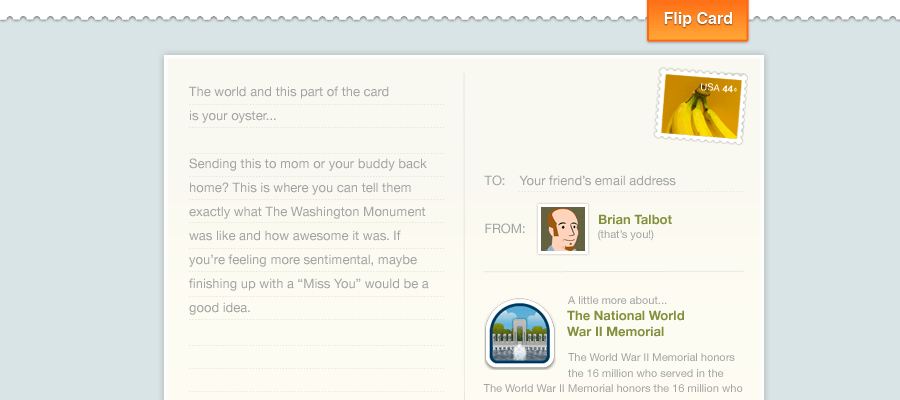 Flip Card
The world and this part of the card
is your oyster...
Sending this to mom or your buddy back
home? This is where you can tell them
exactly what The Washington Monument
was like and how awesome it was. If
you’re feeling more sentimental, maybe
finishing up with a “Miss You” would be a
good idea.
USA 44¢
TO: Your friend’s email address
FROM: Brian Talbot
(that’s you!)
A little more about...
The National World
War II Memorial
The World War II Memorial honors
the 16 million who served in the
The World War II Memorial honors the 16 million who